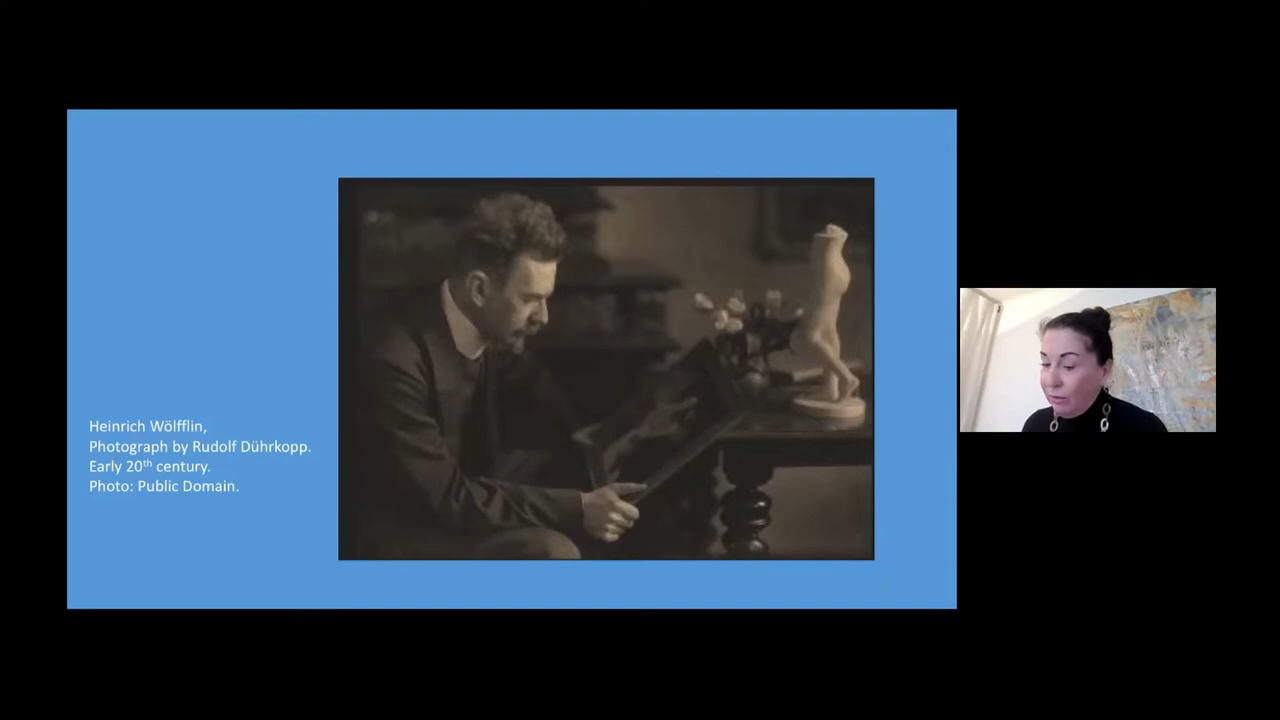 Heinrich Wölfflin,
Photograph by Rudolf Dührkopp.
Early 20th century.
Photo: Public Domain.